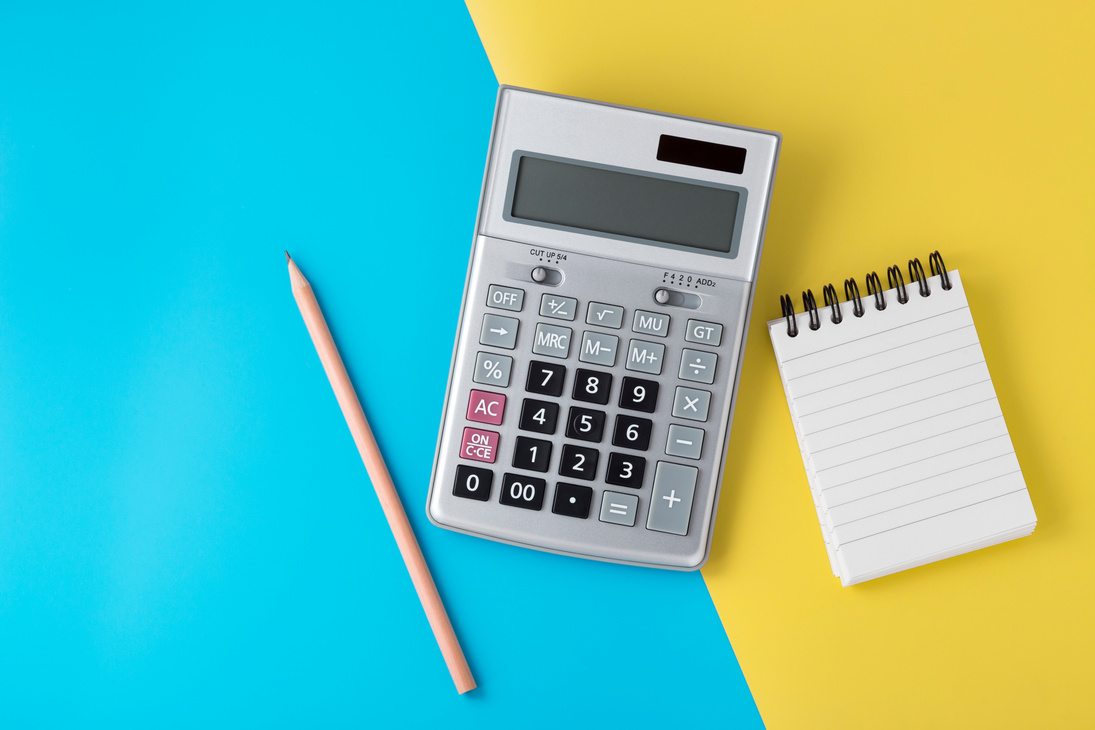 CUT UP 5/4
F 4 2 0 ADD₂
OFF +/− √ MU GT
→ MRC M− M+ ÷
% 7 8 9 ×
AC 4 5 6 −
ON
C·CE 1 2 3 +
0 00 · =